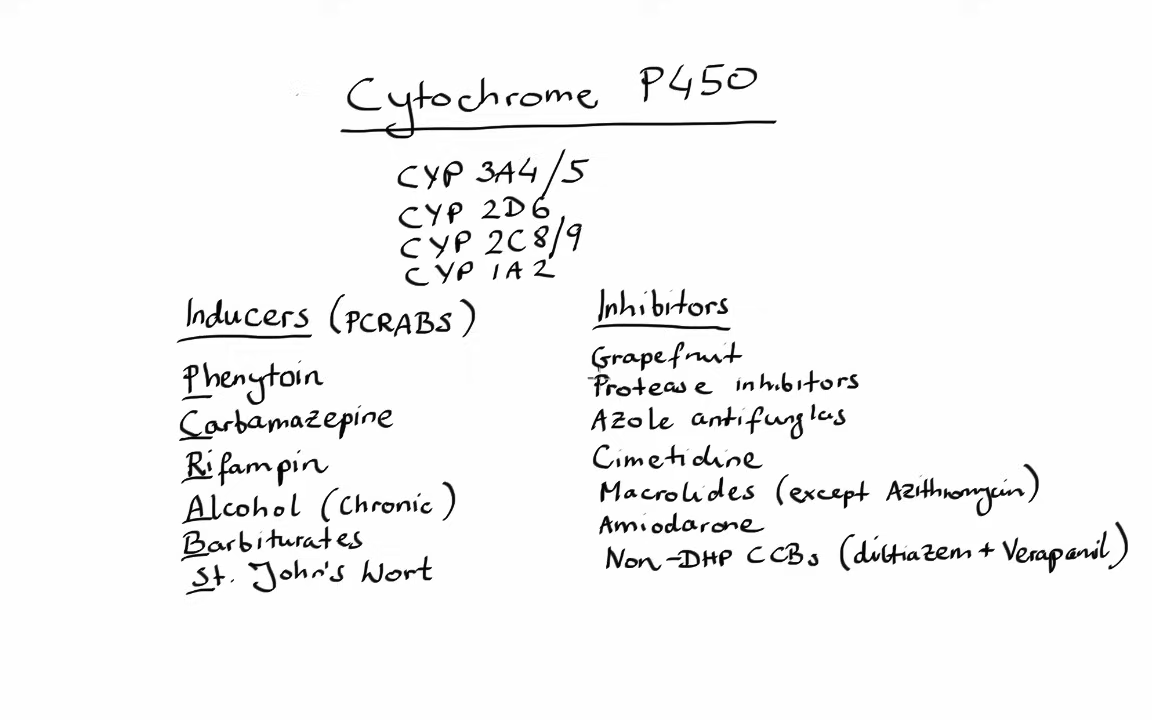 Cytochrome P450
CYP 3A4/5
CYP 2D6
CYP 2C8/9
CYP 1A2
Inducers (PCRABS)
Phenytoin
Carbamazepine
Rifampin
Alcohol (Chronic)
Barbiturates
St. John's Wort
Inhibitors
Grapefruit
Protease inhibitors
Azole antifunglas
Cimetidine
Macrolides (except Azithromycin)
Amiodarone
Non-DHP CCBs (diltiazem + Verapamil)